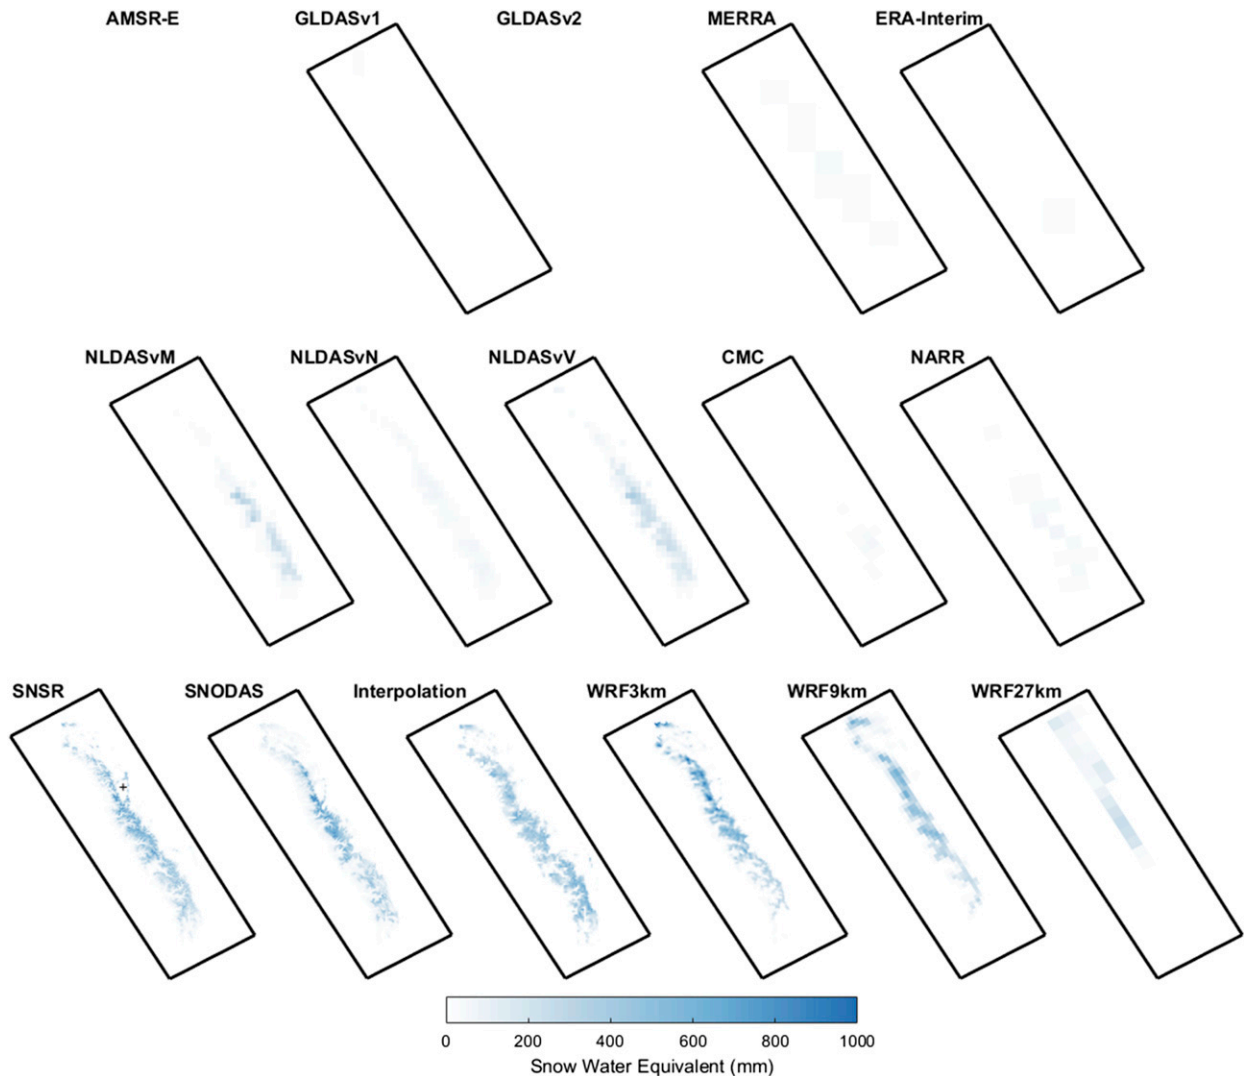 AMSR-E GLDASv1 GLDASv2 MERRA ERA-Interim
NLDASvM NLDASvN NLDASvV CMC NARR
SNSR SNODAS Interpolation WRF3km WRF9km WRF27km
+
0 200 400 600 800 1000
Snow Water Equivalent (mm)